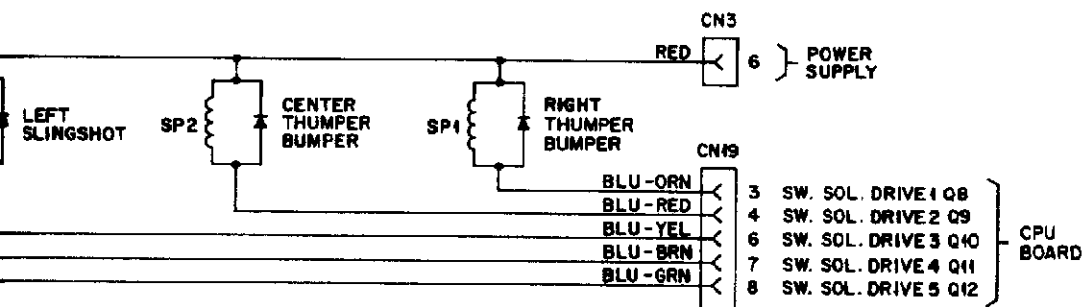 CN3
RED 6 POWER
SUPPLY
LEFT
SLINGSHOT
SP2
CENTER
THUMPER
BUMPER
SP1
RIGHT
THUMPER
BUMPER
CN19
BLU-ORN 3 SW. SOL. DRIVE 1 Q8
BLU-RED 4 SW. SOL. DRIVE 2 Q9
BLU-YEL 6 SW. SOL. DRIVE 3 Q10
BLU-BRN 7 SW. SOL. DRIVE 4 Q11
BLU-GRN 8 SW. SOL. DRIVE 5 Q12
CPU
BOARD